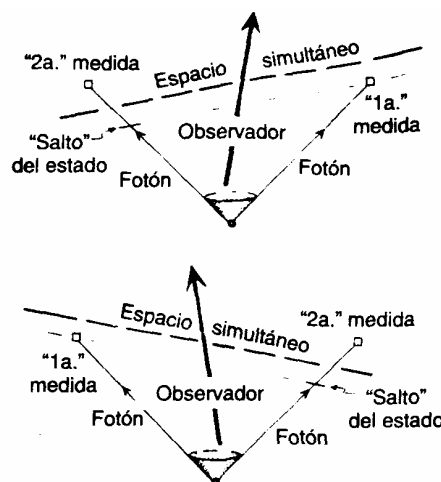 “2a.” medida
Espacio simultáneo
“1a.”
medida
“Salto”
del estado
Observador
Fotón
Fotón
Espacio simultáneo
“2a.” medida
“1a.”
medida
Observador
“Salto”
del estado
Fotón
Fotón